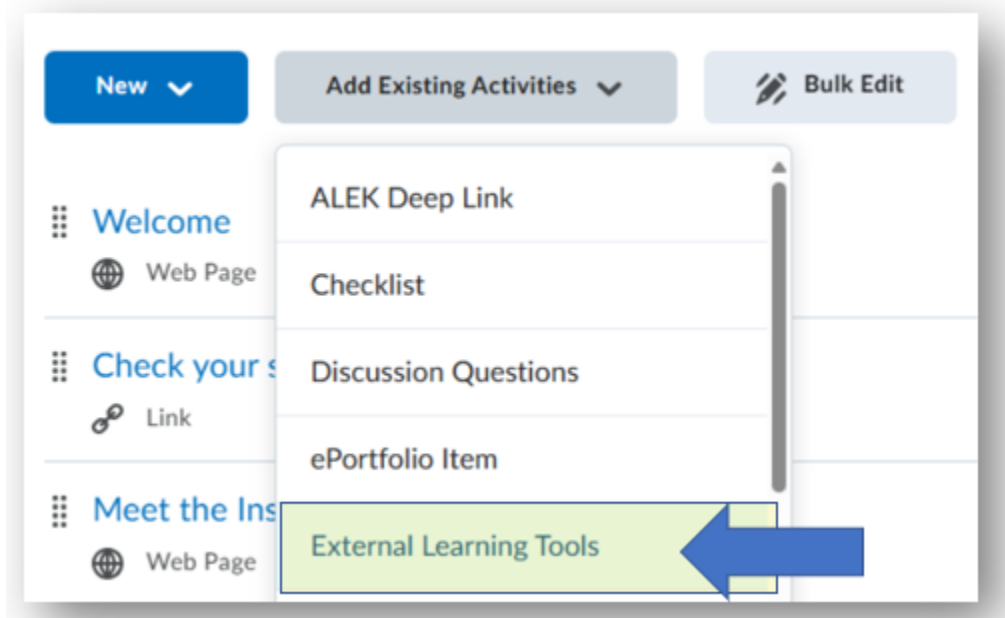 New
Add Existing Activities
Bulk Edit
Welcome
Web Page
Check your s
Link
Meet the Ins
Web Page
ALEK Deep Link
Checklist
Discussion Questions
ePortfolio Item
External Learning Tools